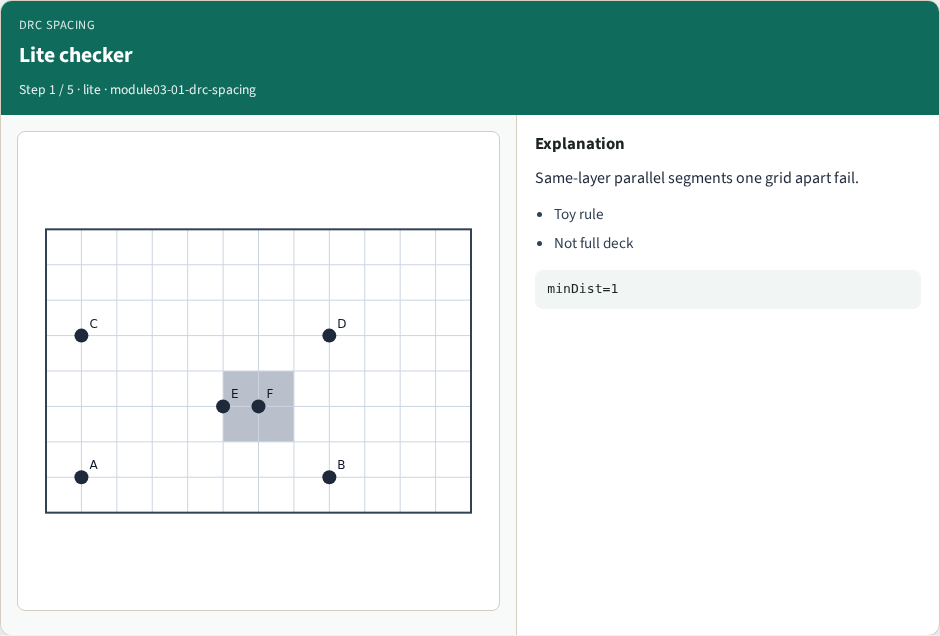 DRC SPACING
Lite checker
Step 1 / 5 · lite · module03-01-drc-spacing
C
D
E
F
A
B
Explanation
Same-layer parallel segments one grid apart fail.
• Toy rule
• Not full deck
minDist=1